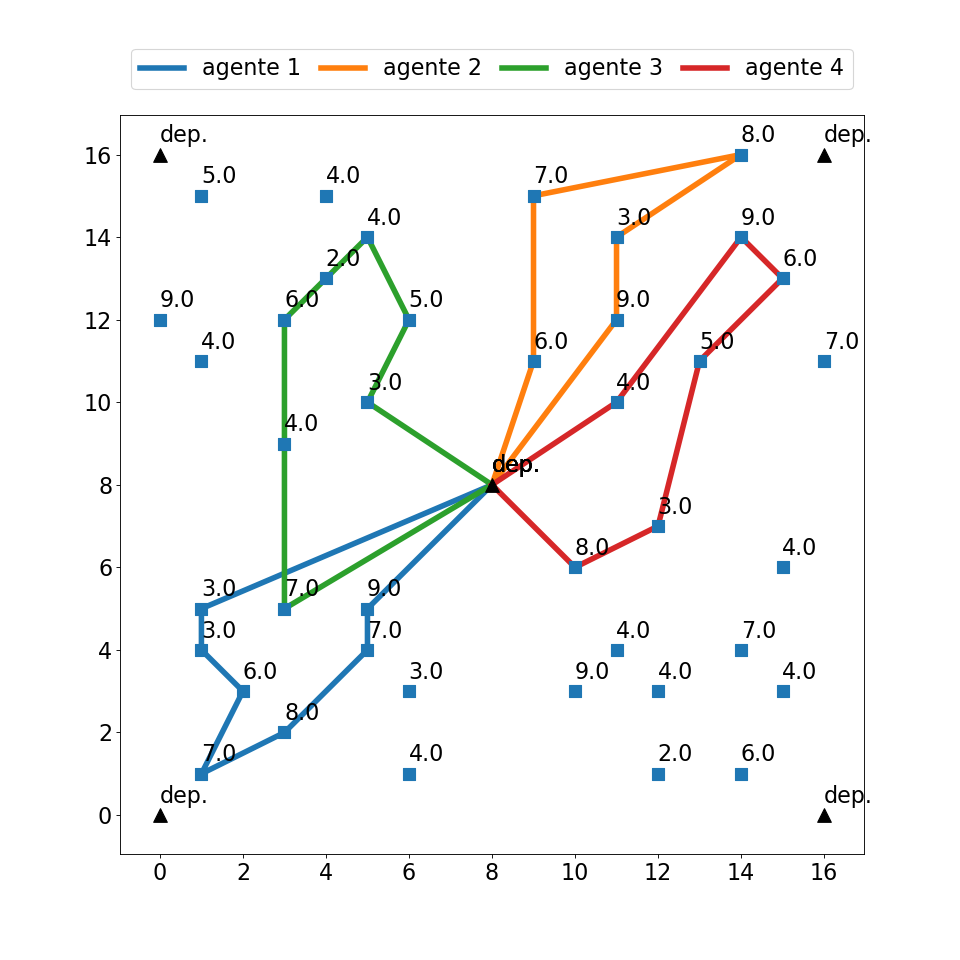 agente 1 agente 2 agente 3 agente 4
dep. 8.0 dep.
16
5.0 4.0 7.0
4.0 3.0 9.0
14
2.0 6.0
9.0 6.0 5.0 9.0
12
4.0 6.0 5.0 7.0
3.0 4.0
10
4.0
dep. dep.
8
3.0
8.0 4.0
6
3.0 7.0 9.0
3.0 7.0 4.0 7.0
4
6.0 3.0 9.0 4.0 4.0
8.0
2
7.0 4.0 2.0 6.0
dep. dep.
0
0 2 4 6 8 10 12 14 16